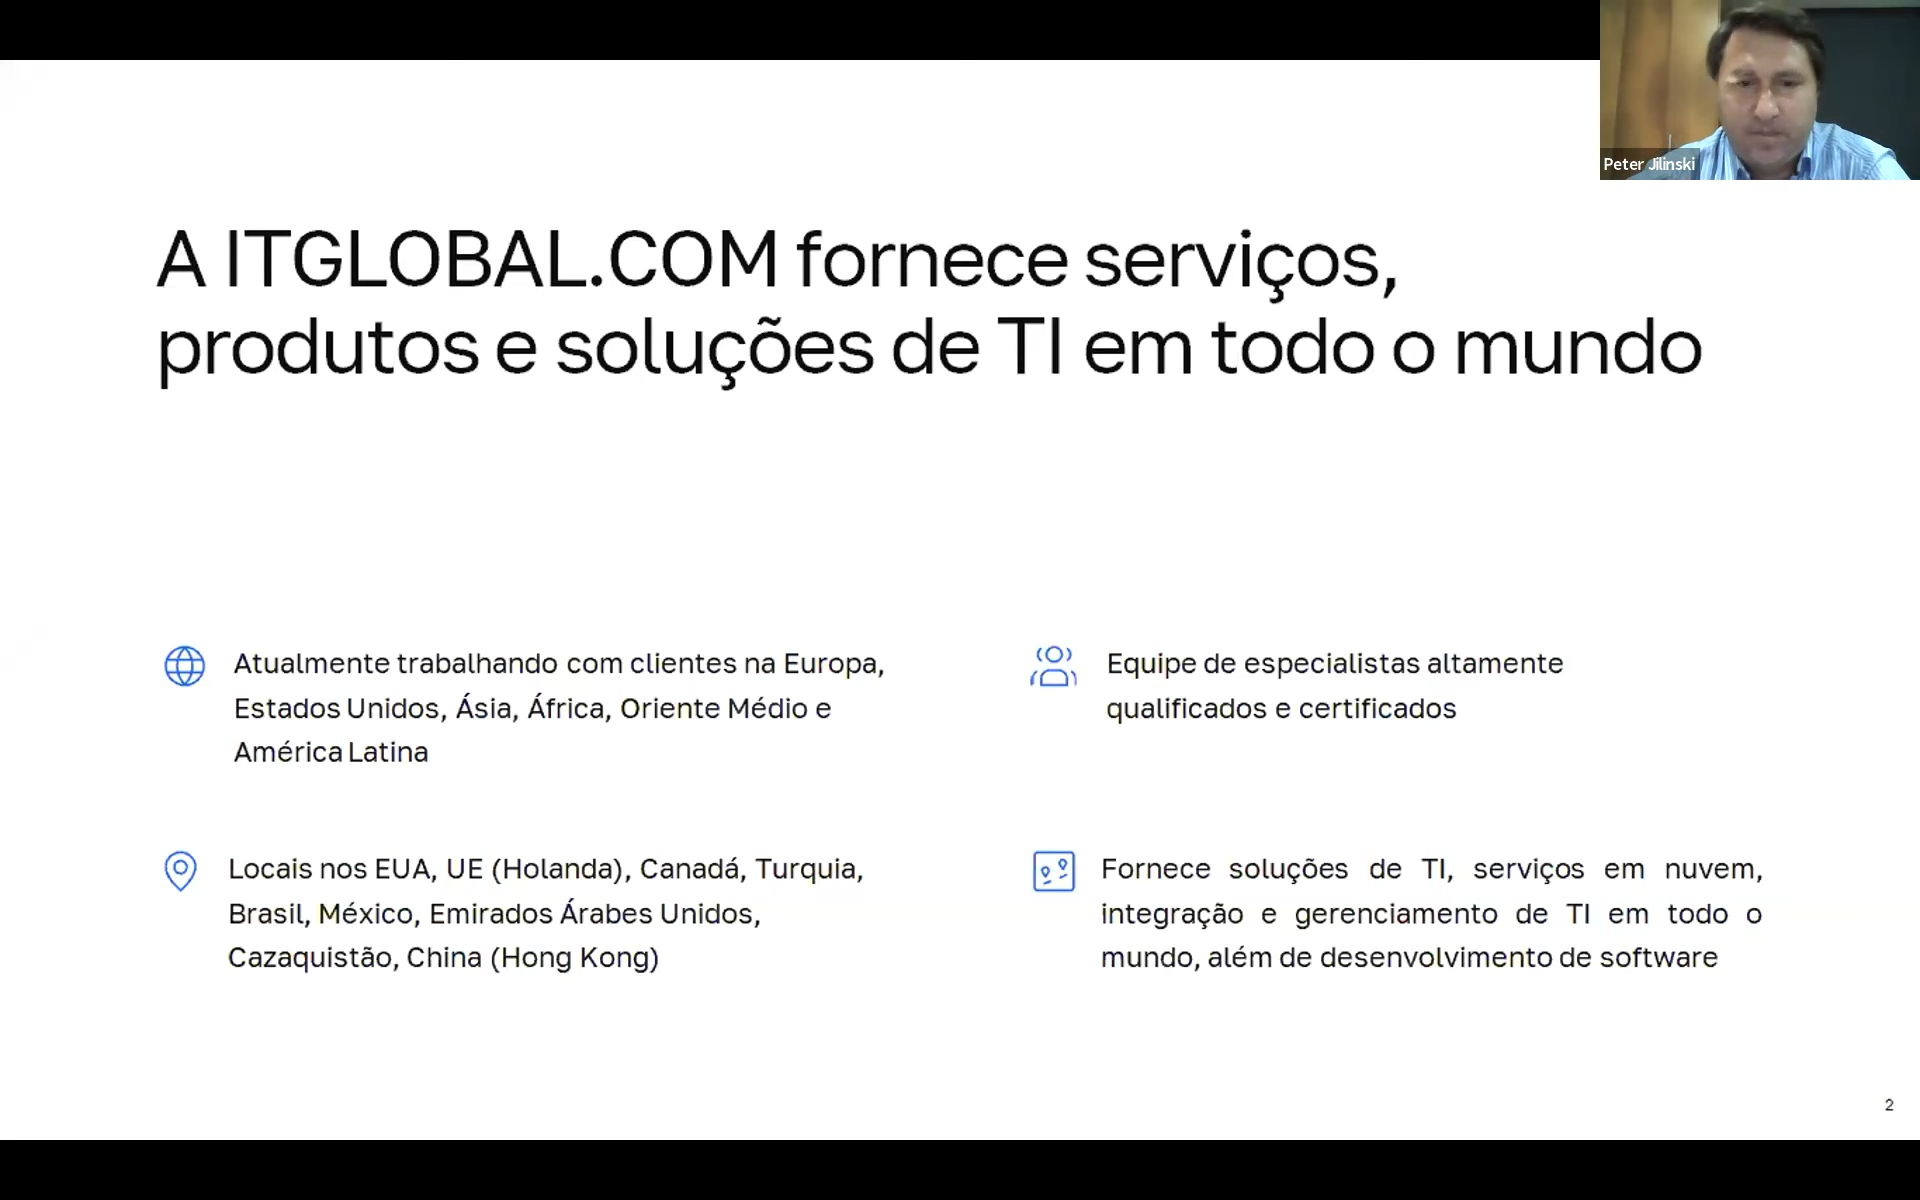 Peter Jilinski
A ITGLOBAL.COM fornece serviços,
produtos e soluções de TI em todo o mundo
Atualmente trabalhando com clientes na Europa,
Estados Unidos, Ásia, África, Oriente Médio e
América Latina
Equipe de especialistas altamente
qualificados e certificados
Locais nos EUA, UE (Holanda), Canadá, Turquia,
Brasil, México, Emirados Árabes Unidos,
Cazaquistão, China (Hong Kong)
Fornece soluções de TI, serviços em nuvem,
integração e gerenciamento de TI em todo o
mundo, além de desenvolvimento de software
2